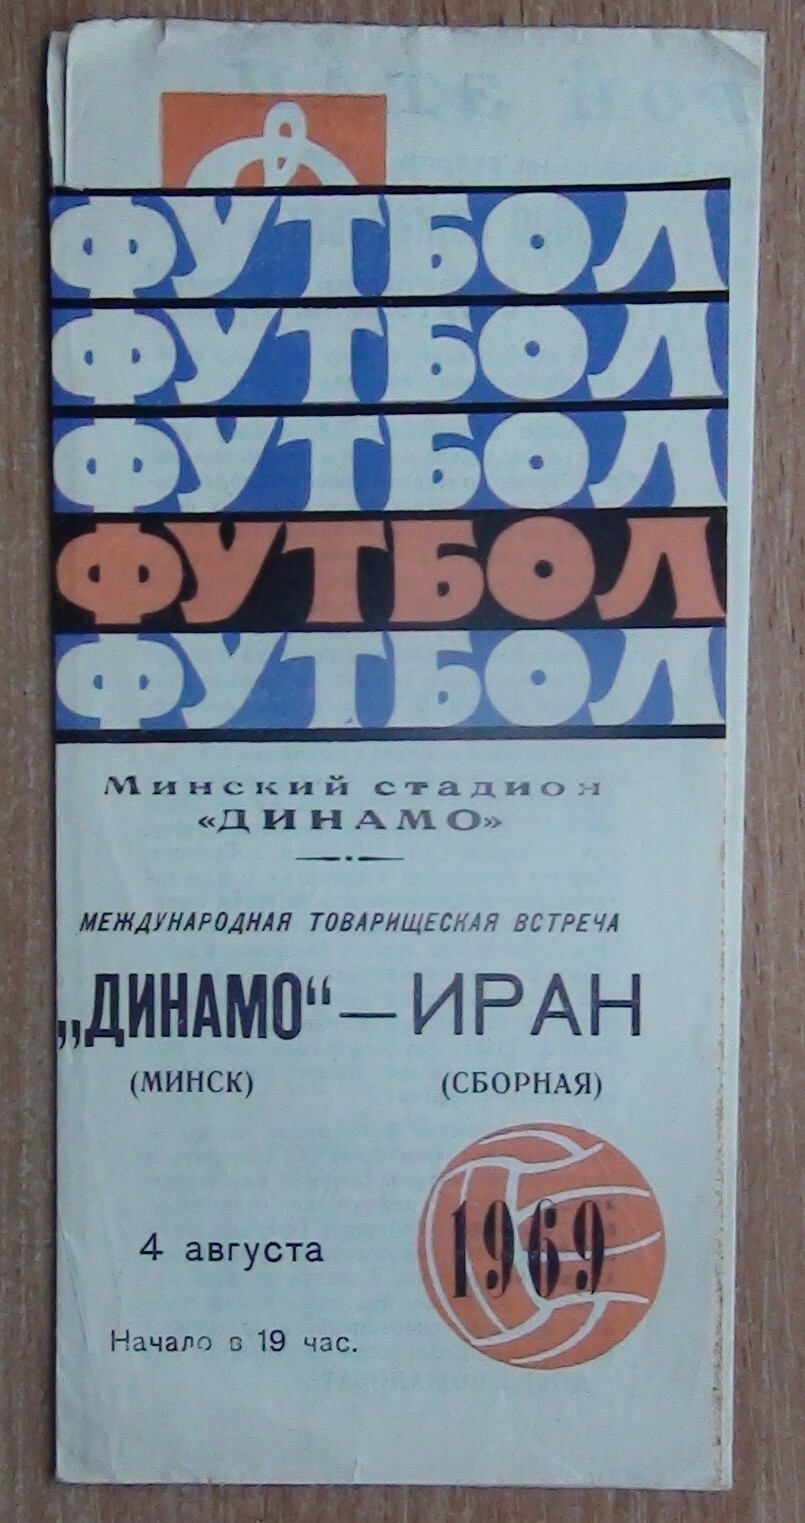 ФУТБОЛ
ФУТБОЛ
ФУТБОЛ
ФУТБОЛ
ФУТБОЛ
Минский стадион
«ДИНАМО»
МЕЖДУНАРОДНАЯ ТОВАРИЩЕСКАЯ ВСТРЕЧА
„ДИНАМО“ — ИРАН
(МИНСК) (СБОРНАЯ)
1969
4 августа
Начало в 19 час.